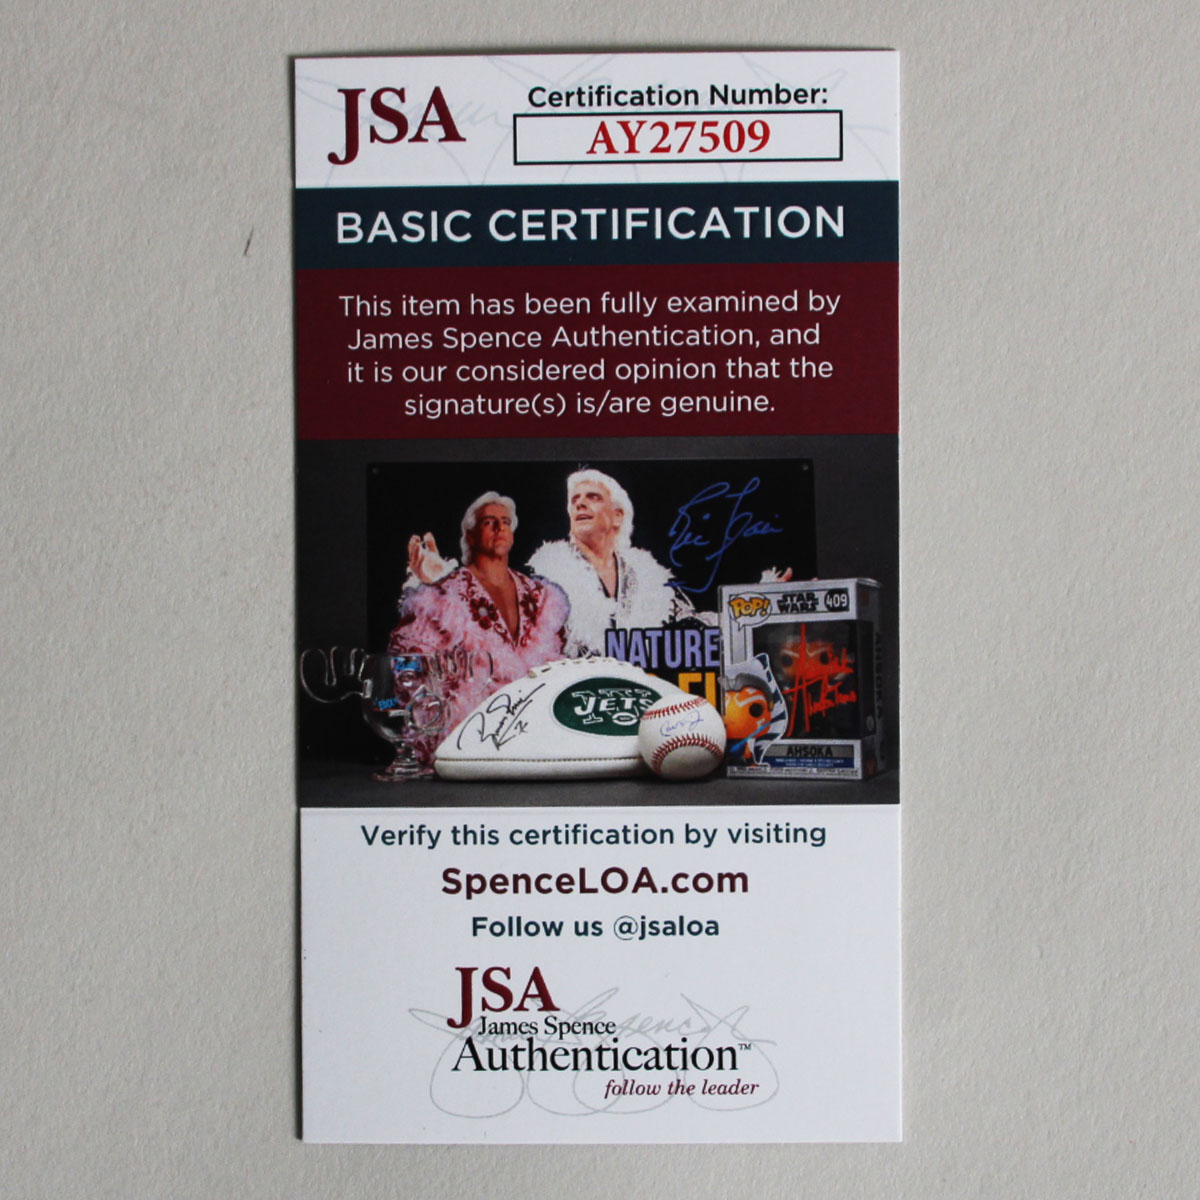 JSA
Certification Number:
AY27509
BASIC CERTIFICATION
This item has been fully examined by
James Spence Authentication, and
it is our considered opinion that the
signature(s) is/are genuine.
NATURE
FI
JETS
POP!
STAR
WARS
409
AHSOKA
Verify this certification by visiting
SpenceLOA.com
Follow us @jsaloa
JSA
James Spence
Authentication™
follow the leader